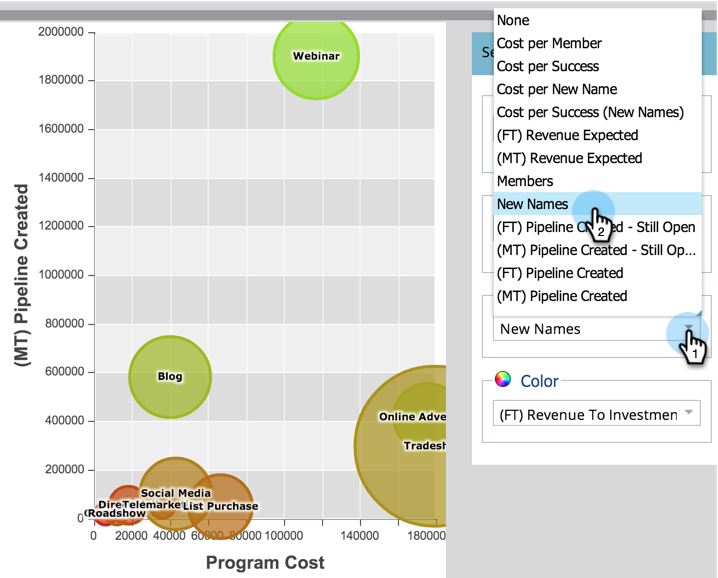 2000000
1800000
1600000
1400000
1200000
1000000
800000
600000
400000
200000
0
(MT) Pipeline Created
Webinar
Blog
Online Adve
Tradesh
Social Media
List Purchase
Telemarke
Dire
Roadshow
0
20000
40000
60000
80000
100000
140000
180000
Program Cost
Se
None
Cost per Member
Cost per Success
Cost per New Name
Cost per Success (New Names)
(FT) Revenue Expected
(MT) Revenue Expected
Members
New Names
2
(FT) Pipeline Created - Still Open
(MT) Pipeline Created - Still Op...
(FT) Pipeline Created
(MT) Pipeline Created
New Names
1
Color
(FT) Revenue To Investmen